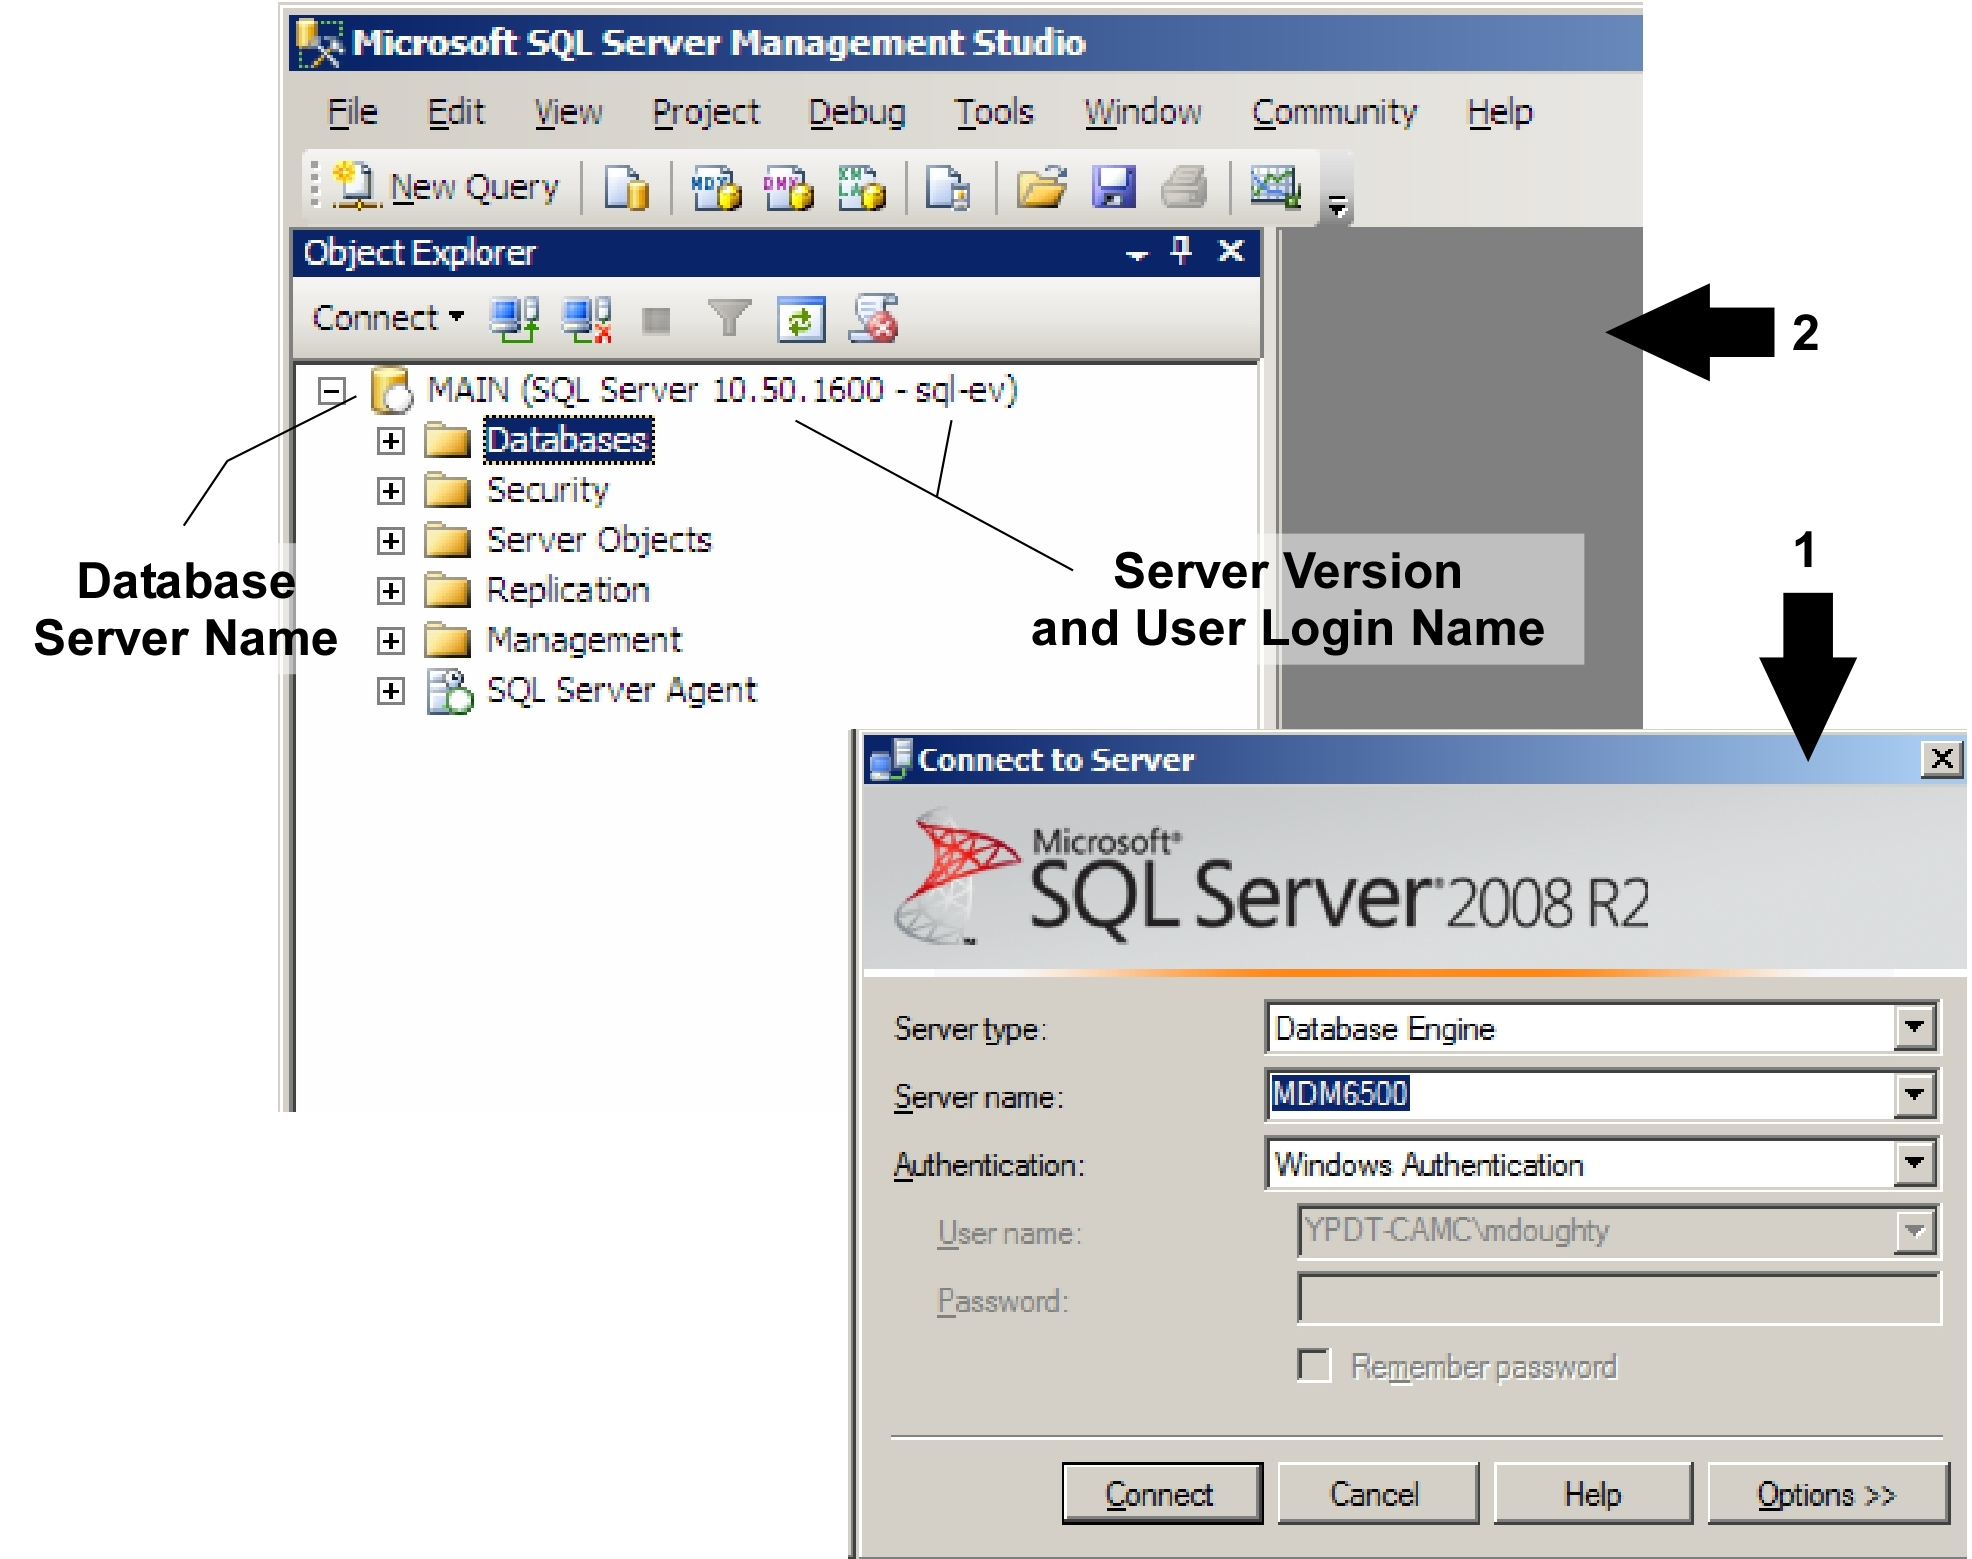 Microsoft SQL Server Management Studio
File Edit View Project Debug Tools Window Community Help
New Query MDX DMX XMLA
Object Explorer
Connect
MAIN (SQL Server 10.50.1600 - sql-ev)
Databases
Security
Server Objects
Replication
Management
SQL Server Agent
Database
Server Name
Server Version
and User Login Name
2
1
Connect to Server
Microsoft®
SQL Server® 2008 R2
Server type: Database Engine
Server name: MDM6500
Authentication: Windows Authentication
User name: YPDT-CAMC\mdoughty
Password:
Remember password
Connect Cancel Help Options >>